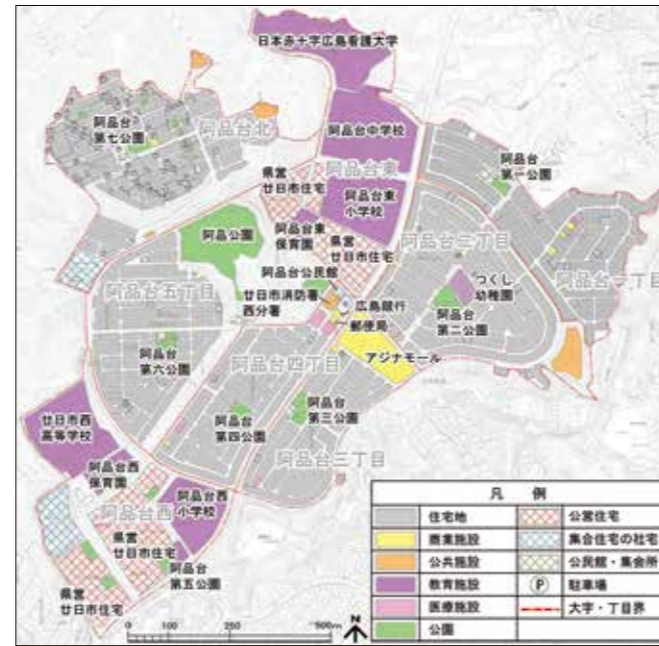 日本赤十字広島看護大学
阿品台
第七公園
阿品台北
阿品台中学校
阿品台東
県営
廿日市住宅
阿品台東
小学校
阿品台
第一公園
阿品公園
阿品台東
保育園
県営
廿日市住宅
阿品台二丁目
阿品台一丁目
阿品台公民館
つくし
幼稚園
阿品台五丁目
廿日市消防署
西分署
広島銀行
郵便局
阿品台
第二公園
阿品台
第六公園
阿品台四丁目
アジナモール
廿日市西
高等学校
阿品台
第四公園
阿品台
第三公園
阿品台三丁目
阿品台西
保育園
阿品台西
小学校
阿品台西
県営
廿日市住宅
阿品台
第五公園
県営
廿日市住宅
0 100 250 500m
N
凡 例
住宅地 公営住宅
商業施設 集合住宅の社宅
公共施設 公民館・集会所
教育施設 P 駐車場
医療施設 大字・丁目界
公園